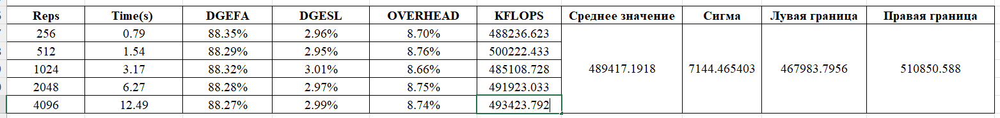 Reps Time(s) DGEFA DGESL OVERHEAD KFLOPS Среднее значение Сигма Лувая граница Правая граница
256 0.79 88.35% 2.96% 8.70% 488236.623
512 1.54 88.29% 2.95% 8.76% 500222.433
1024 3.17 88.32% 3.01% 8.66% 485108.728 489417.1918 7144.465403 467983.7956 510850.588
2048 6.27 88.28% 2.97% 8.75% 491923.033
4096 12.49 88.27% 2.99% 8.74% 493423.792